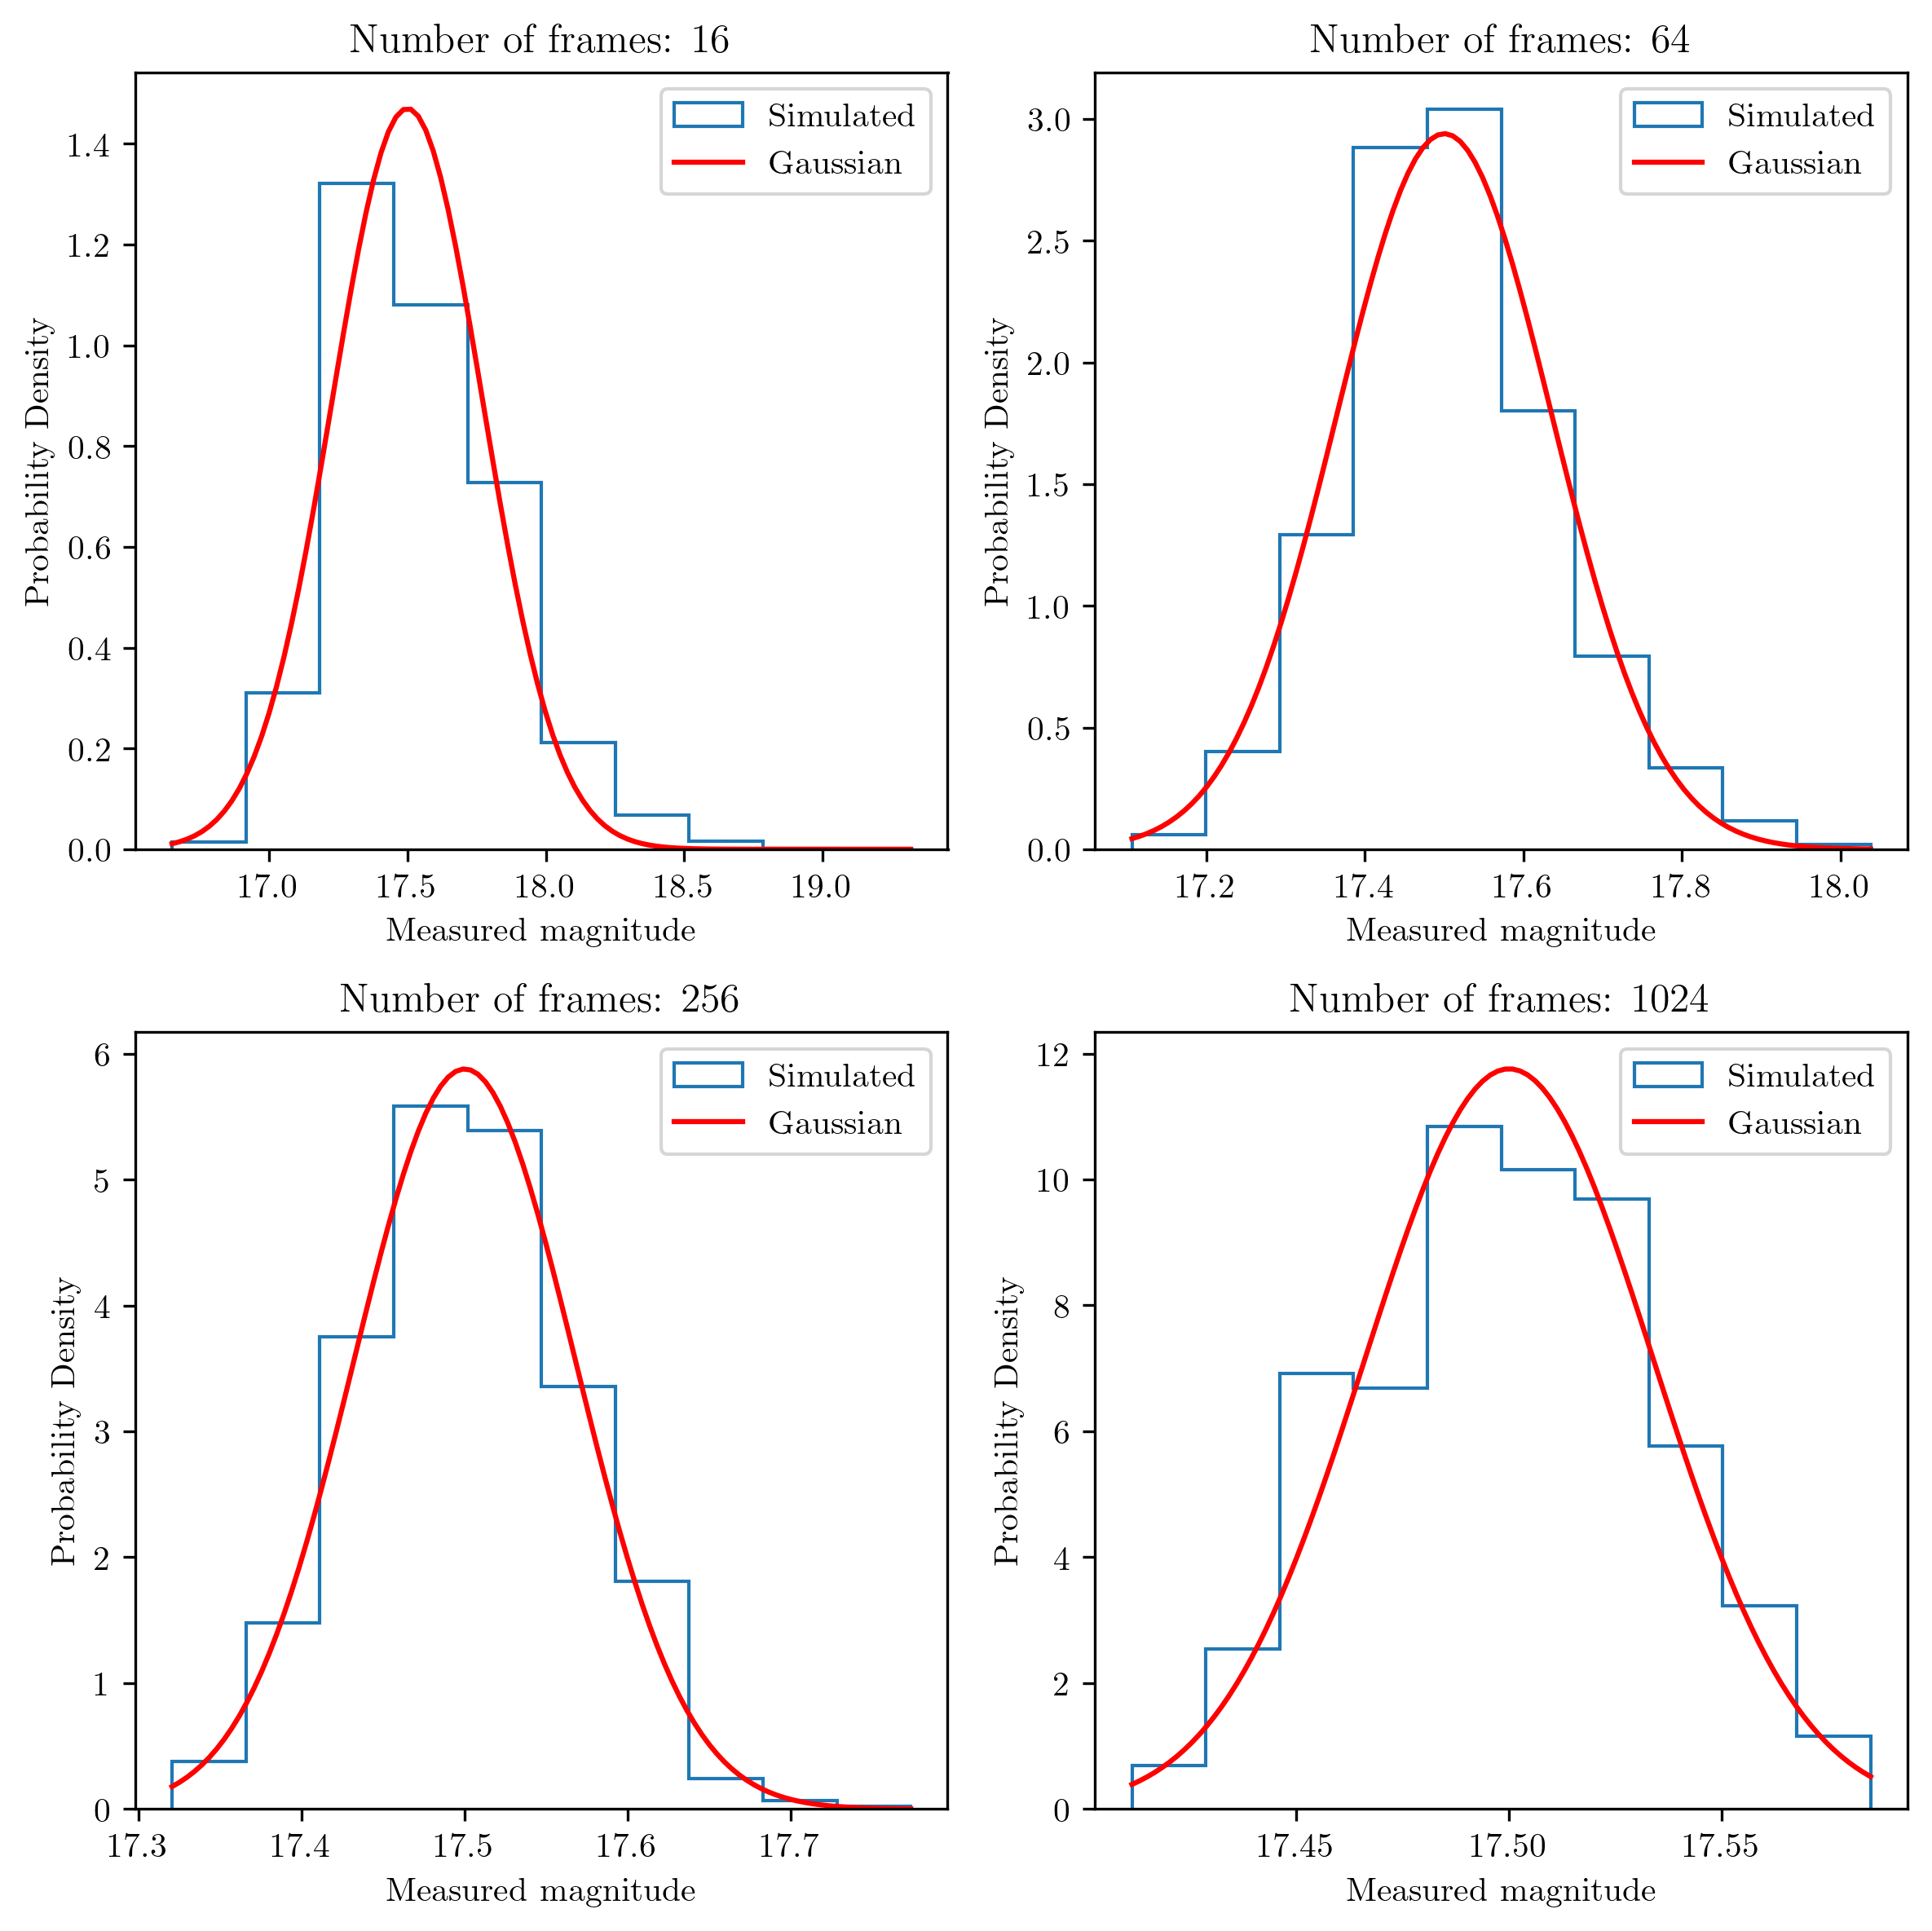 Number of frames: 16
Simulated
Gaussian
1.4
1.2
1.0
0.8
0.6
0.4
0.2
0.0
Probability Density
17.0 17.5 18.0 18.5 19.0
Measured magnitude
Number of frames: 64
Simulated
Gaussian
3.0
2.5
2.0
1.5
1.0
0.5
0.0
Probability Density
17.2 17.4 17.6 17.8 18.0
Measured magnitude
Number of frames: 256
Simulated
Gaussian
6
5
4
3
2
1
0
Probability Density
17.3 17.4 17.5 17.6 17.7
Measured magnitude
Number of frames: 1024
Simulated
Gaussian
12
10
8
6
4
2
0
Probability Density
17.45 17.50 17.55
Measured magnitude